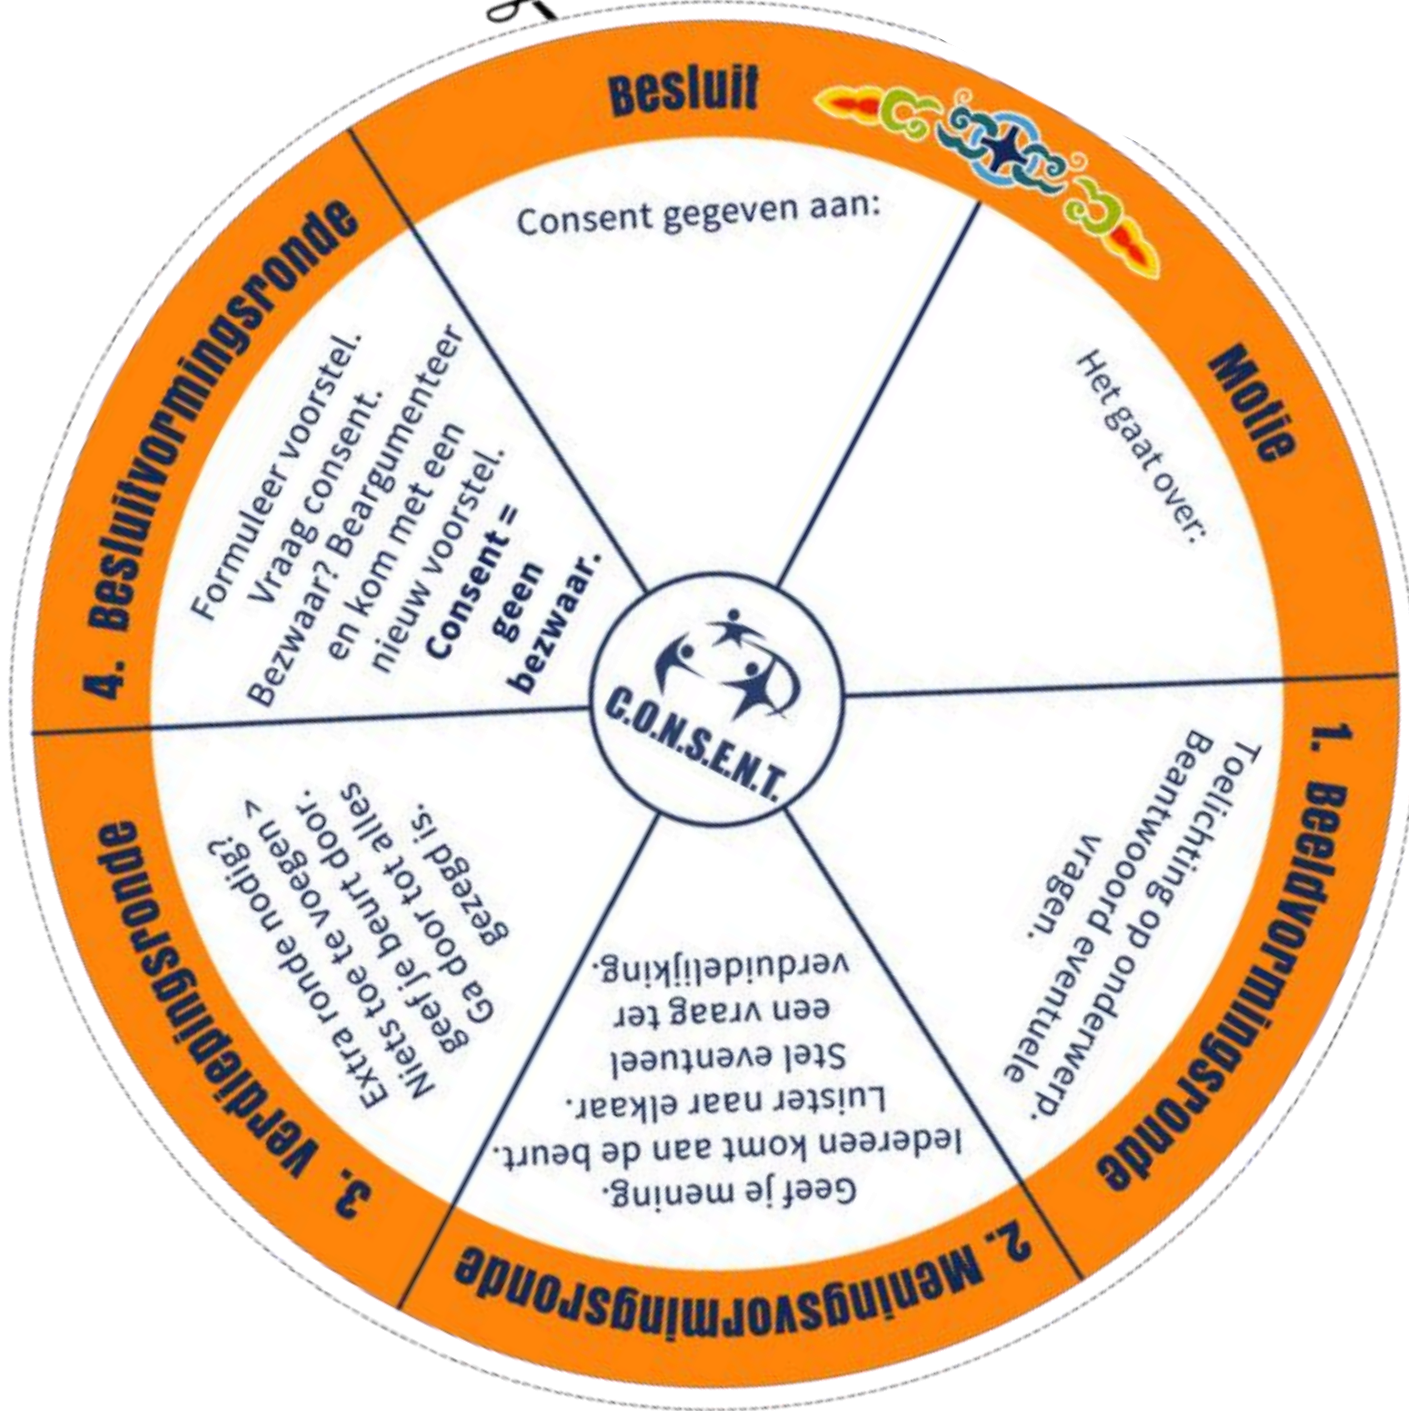 Besluit
Consent gegeven aan:
Motie
Het gaat over:
1. Beeldvormingsronde
Toelichting op onderwerp.
Beantwoord eventuele
vragen.
2. Meningsvormingsronde
Geef je mening.
Iedereen komt aan de beurt.
Luister naar elkaar.
Stel eventueel
een vraag ter
verduidelijking.
3. Verdiepingsronde
Extra ronde nodig?
Niets toe te voegen >
geef je beurt door.
Ga door tot alles
gezegd is.
4. Besluitvormingsronde
Formuleer voorstel.
Vraag consent.
Bezwaar? Beargumenteer
en kom met een
nieuw voorstel.
Consent =
geen
bezwaar.
C.O.N.S.E.N.T.